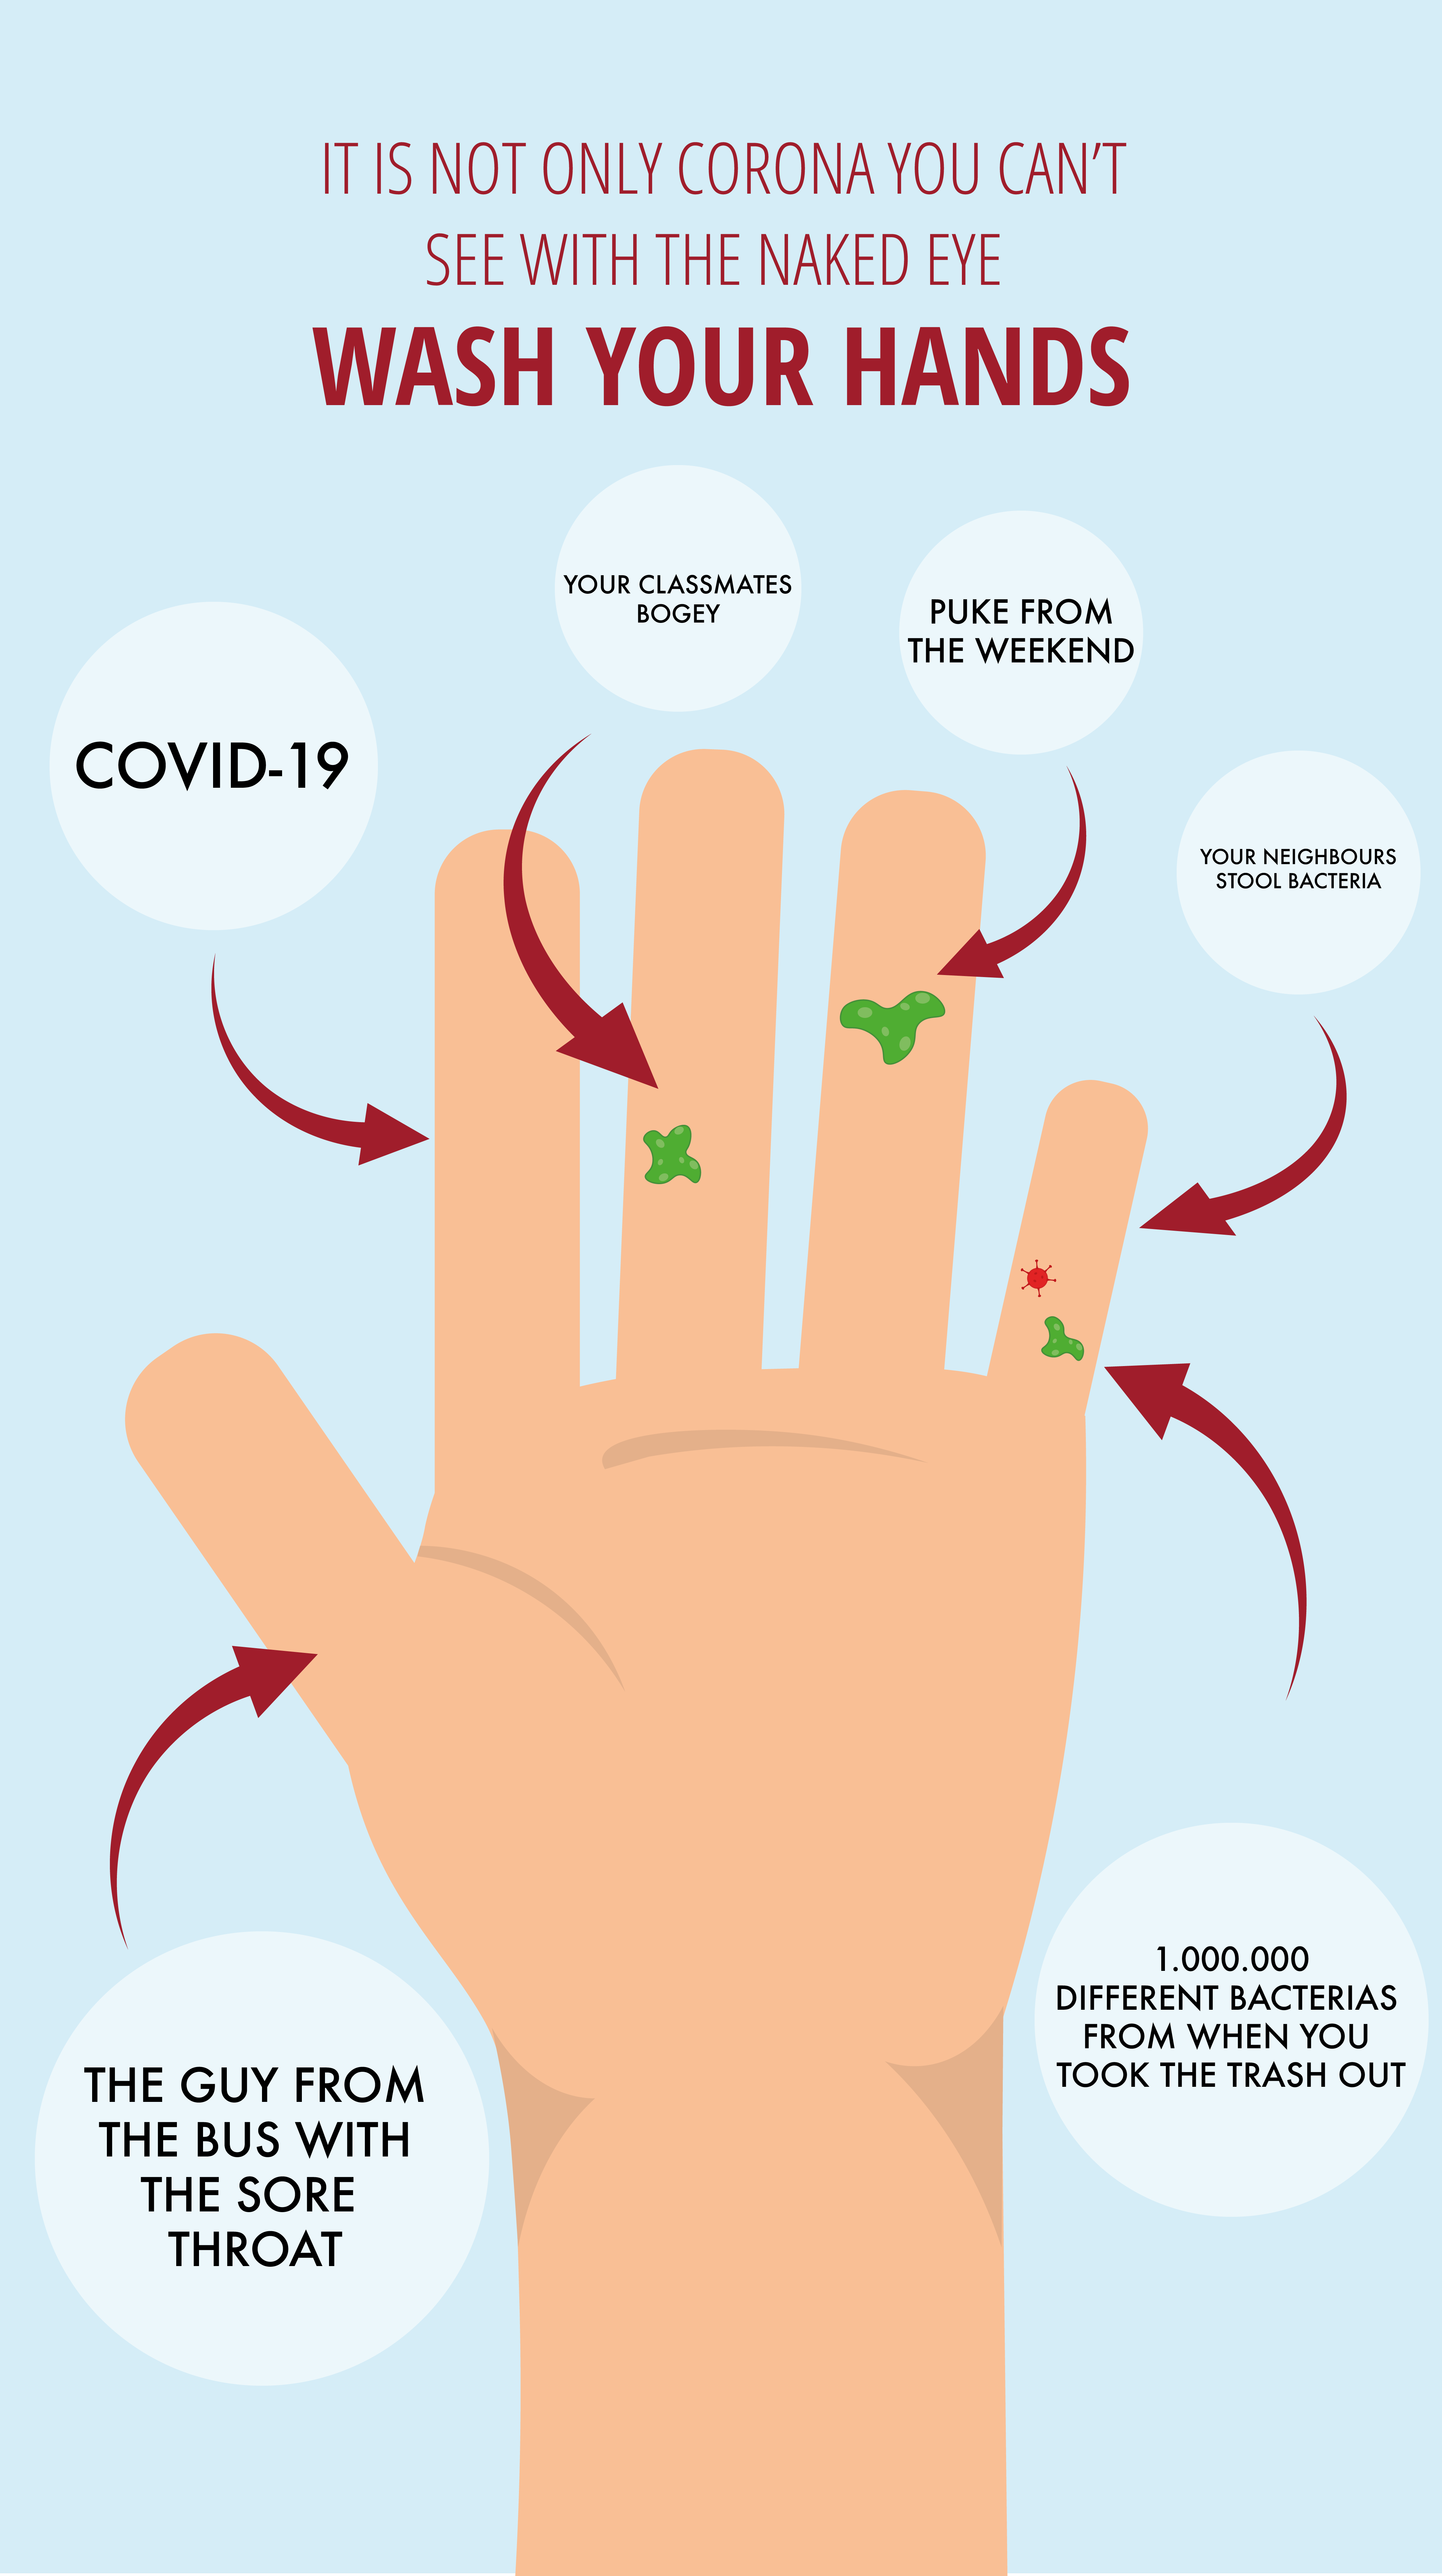 IT IS NOT ONLY CORONA YOU CAN'T
SEE WITH THE NAKED EYE
WASH YOUR HANDS
YOUR CLASSMATES
BOGEY
PUKE FROM
THE WEEKEND
COVID-19
YOUR NEIGHBOURS
STOOL BACTERIA
THE GUY FROM
THE BUS WITH
THE SORE
THROAT
1.000.000
DIFFERENT BACTERIAS
FROM WHEN YOU
TOOK THE TRASH OUT